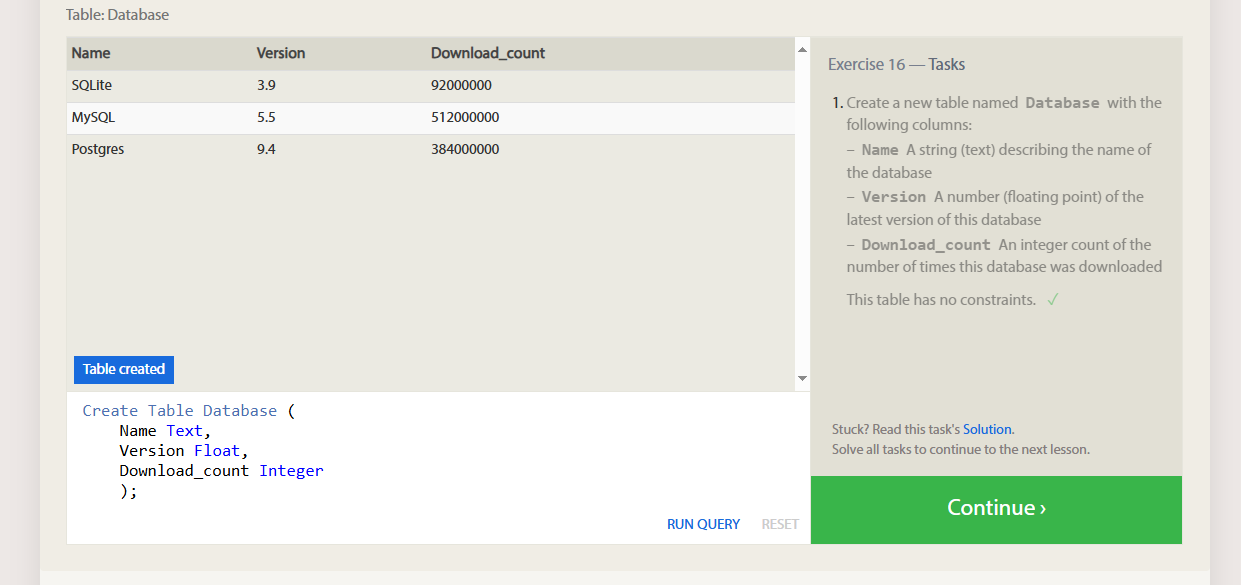 Table: Database
Name Version Download_count
SQLite 3.9 92000000
MySQL 5.5 512000000
Postgres 9.4 384000000
Table created
Create Table Database (
Name Text,
Version Float,
Download_count Integer
);
RUN QUERY RESET
Exercise 16 — Tasks
1. Create a new table named Database with the
following columns:
– Name A string (text) describing the name of
the database
– Version A number (floating point) of the
latest version of this database
– Download_count An integer count of the
number of times this database was downloaded
This table has no constraints. ✓
Stuck? Read this task's Solution.
Solve all tasks to continue to the next lesson.
Continue ›